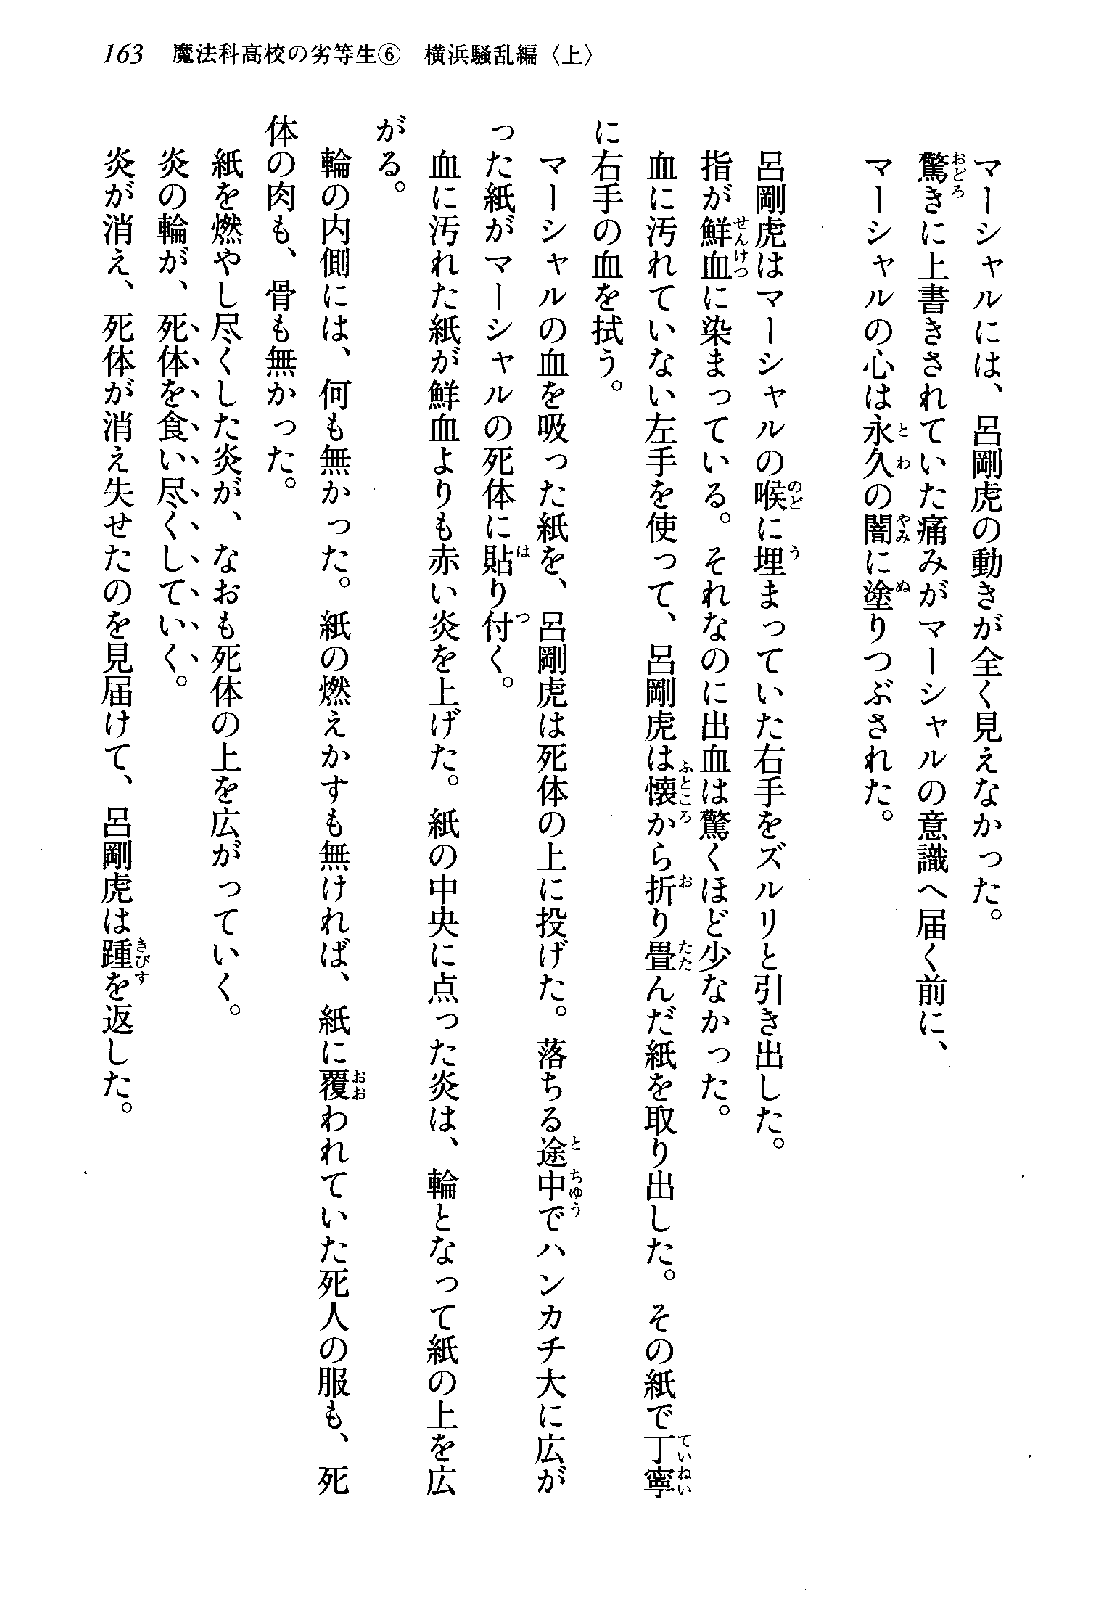 163 魔法科高校の劣等生⑥ 横浜騒乱編〈上〉
マーシャルには、呂剛虎の動きが全く見えなかった。
驚きに上書きされていた痛みがマーシャルの意識へ届く前に、
マーシャルの心は永久の闇に塗りつぶされた。
呂剛虎はマーシャルの喉に埋まっていた右手をズルリと引き出した。
指が鮮血に染まっている。それなのに出血は驚くほど少なかった。
血に汚れていない左手を使って、呂剛虎は懐から折り畳んだ紙を取り出した。その紙で丁寧
に右手の血を拭う。
マーシャルの血を吸った紙を、呂剛虎は死体の上に投げた。落ちる途中でハンカチ大に広が
った紙がマーシャルの死体に貼り付く。
血に汚れた紙が鮮血よりも赤い炎を上げた。紙の中央に点った炎は、輪となって紙の上を広
がる。
輪の内側には、何も無かった。紙の燃えかすも無ければ、紙に覆われていた死人の服も、死
体の肉も、骨も無かった。
紙を燃やし尽くした炎が、なおも死体の上を広がっていく。
炎の輪が、死体を食い尽くしていく。
炎が消え、死体が消え失せたのを見届けて、呂剛虎は踵を返した。